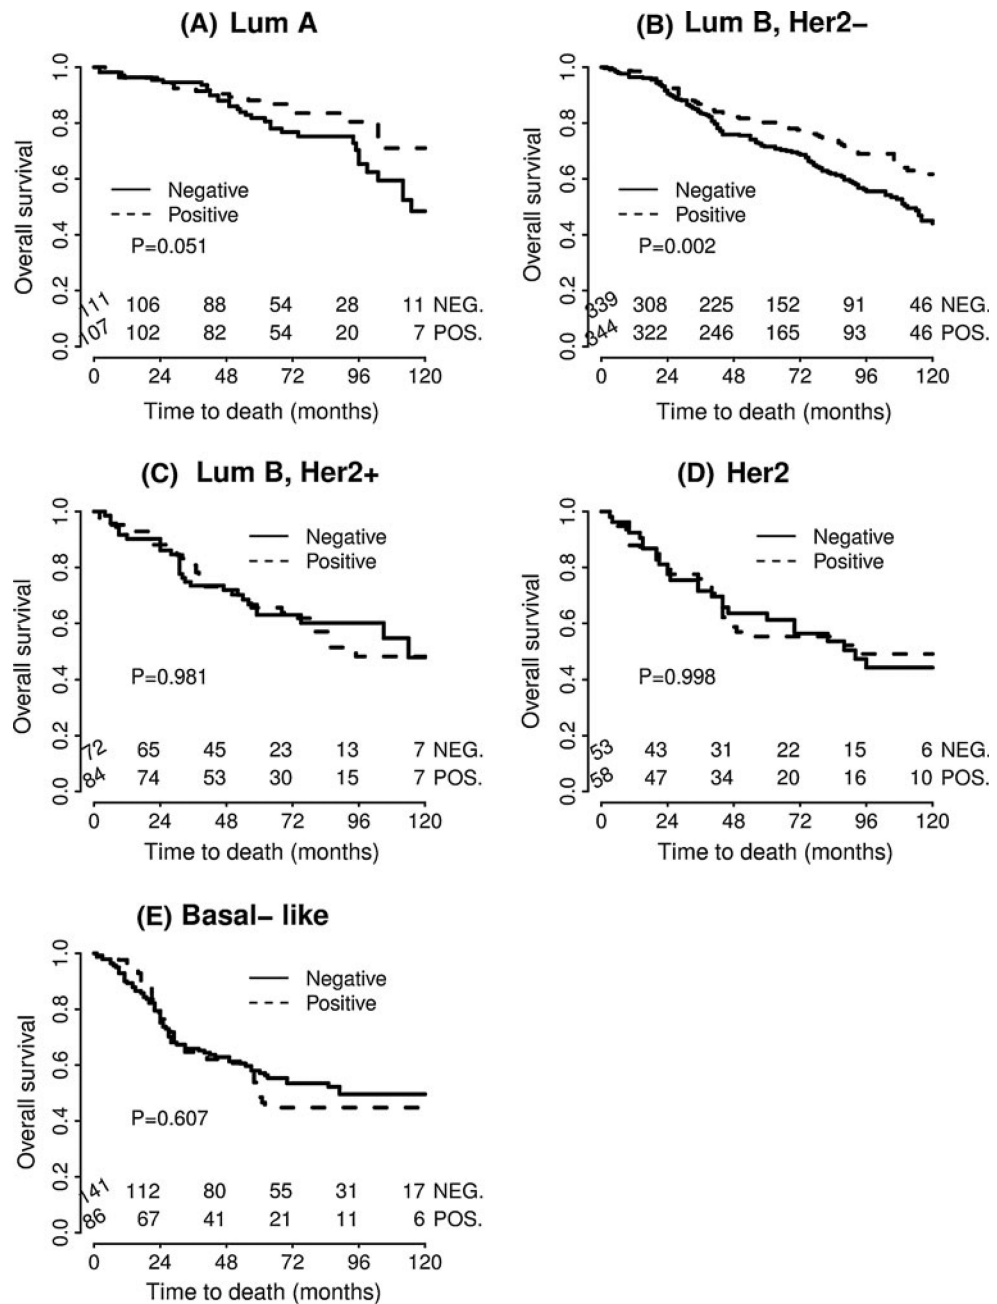 (A) Lum A
Overall survival
1.0
0.8
0.6
0.4
0.2
0.0
Negative
Positive
P=0.051
111 106 88 54 28 11 NEG.
107 102 82 54 20 7 POS.
0 24 48 72 96 120
Time to death (months)
(B) Lum B, Her2−
Overall survival
1.0
0.8
0.6
0.4
0.2
0.0
Negative
Positive
P=0.002
339 308 225 152 91 46 NEG.
344 322 246 165 93 46 POS.
0 24 48 72 96 120
Time to death (months)
(C) Lum B, Her2+
Overall survival
1.0
0.8
0.6
0.4
0.2
0.0
Negative
Positive
P=0.981
72 65 45 23 13 7 NEG.
84 74 53 30 15 7 POS.
0 24 48 72 96 120
Time to death (months)
(D) Her2
Overall survival
1.0
0.8
0.6
0.4
0.2
0.0
Negative
Positive
P=0.998
53 43 31 22 15 6 NEG.
58 47 34 20 16 10 POS.
0 24 48 72 96 120
Time to death (months)
(E) Basal− like
Overall survival
1.0
0.8
0.6
0.4
0.2
0.0
Negative
Positive
P=0.607
141 112 80 55 31 17 NEG.
86 67 41 21 11 6 POS.
0 24 48 72 96 120
Time to death (months)